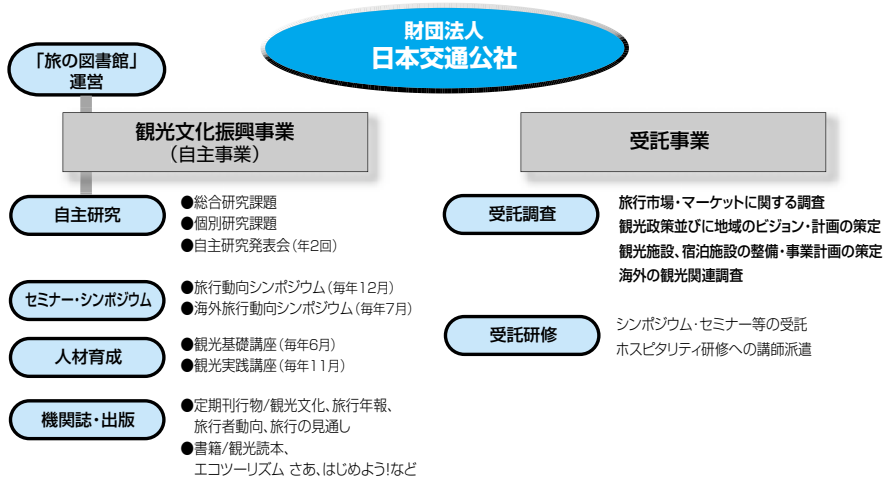 財団法人
日本交通公社
「旅の図書館」
運営
観光文化振興事業
(自主事業)
自主研究
●総合研究課題
●個別研究課題
●自主研究発表会(年2回)
セミナー・シンポジウム
●旅行動向シンポジウム(毎年12月)
●海外旅行動向シンポジウム(毎年7月)
人材育成
●観光基礎講座(毎年6月)
●観光実践講座(毎年11月)
機関誌・出版
●定期刊行物/観光文化、旅行年報、
旅行者動向、旅行の見通し
●書籍/観光読本、
エコツーリズム さあ、はじめよう!など
受託事業
受託調査
旅行市場・マーケットに関する調査
観光政策並びに地域のビジョン・計画の策定
観光施設、宿泊施設の整備・事業計画の策定
海外の観光関連調査
受託研修
シンポジウム・セミナー等の受託
ホスピタリティ研修への講師派遣